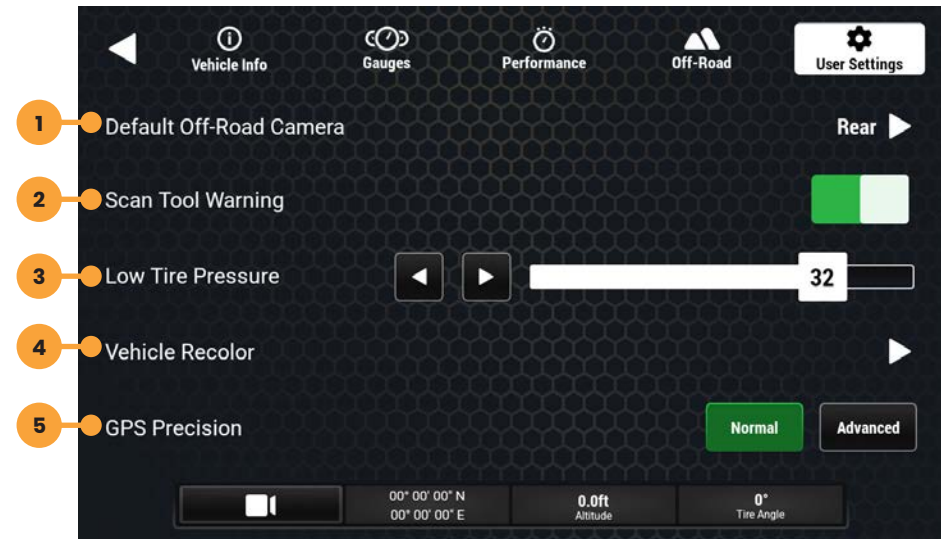 Vehicle Info
Gauges
Performance
Off-Road
User Settings
1 Default Off-Road Camera Rear
2 Scan Tool Warning
3 Low Tire Pressure 32
4 Vehicle Recolor
5 GPS Precision Normal Advanced
00° 00' 00" N
00° 00' 00" E
0.0ft
Altitude
0°
Tire Angle